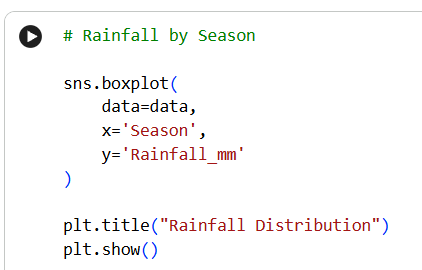 # Rainfall by Season
sns.boxplot(
    data=data,
    x='Season',
    y='Rainfall_mm'
)
plt.title("Rainfall Distribution")
plt.show()